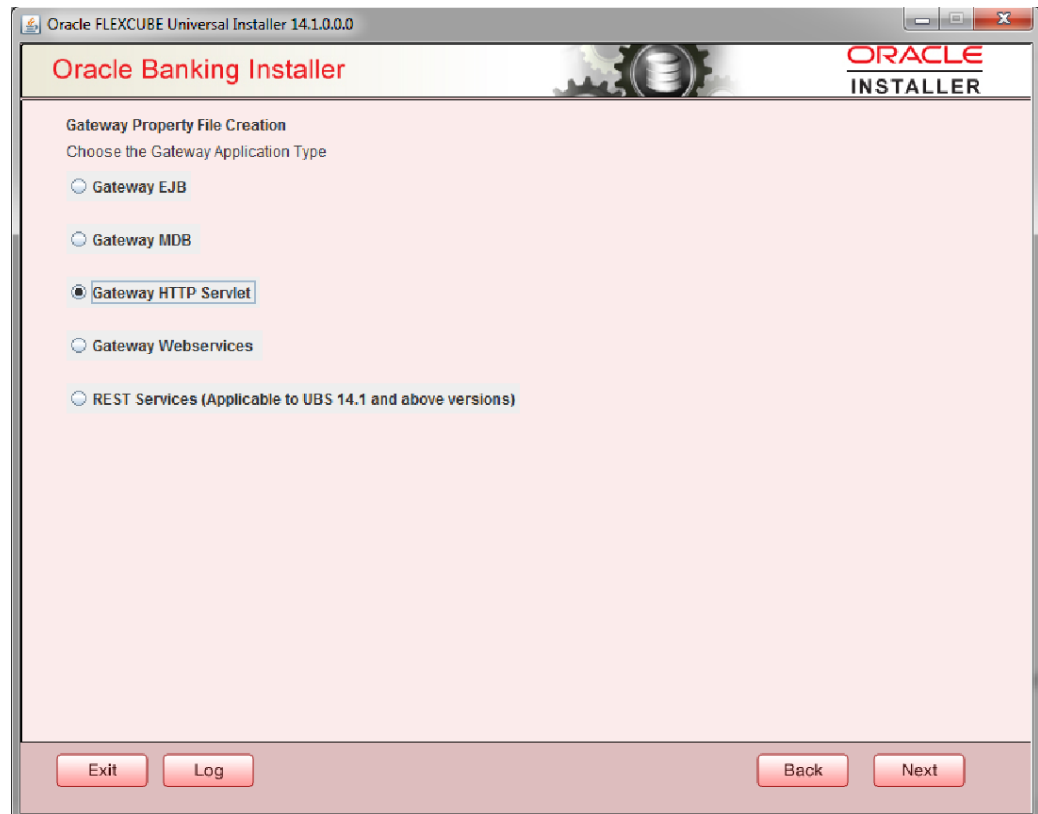 Oracle FLEXCUBE Universal Installer 14.1.0.0.0
Oracle Banking Installer
ORACLE
INSTALLER
Gateway Property File Creation
Choose the Gateway Application Type
Gateway EJB
Gateway MDB
Gateway HTTP Servlet
Gateway Webservices
REST Services (Applicable to UBS 14.1 and above versions)
Exit Log Back Next